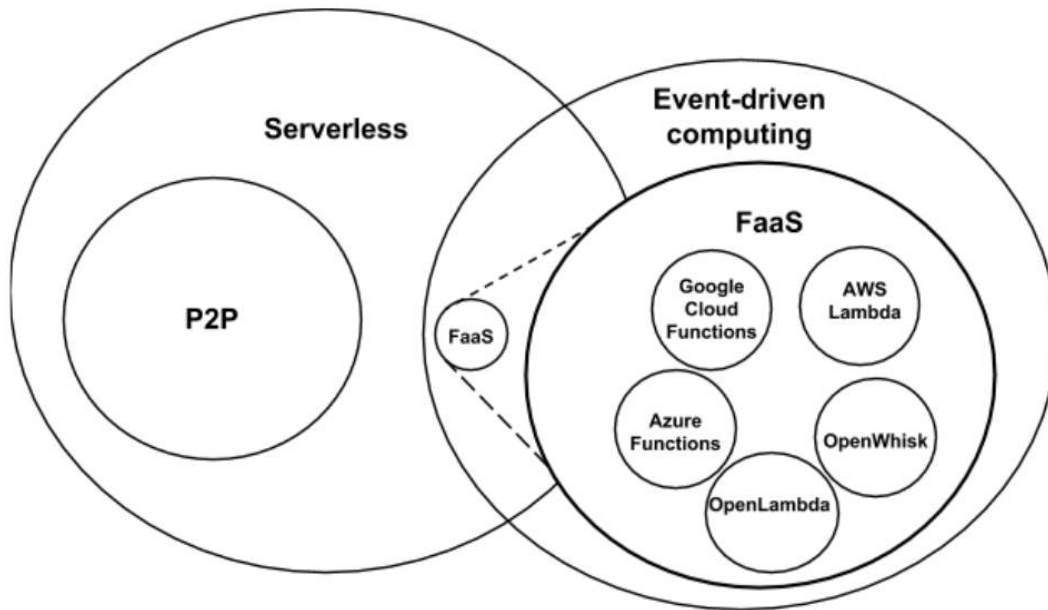 Serverless
Event-driven
computing
P2P
FaaS
FaaS
Google
Cloud
Functions
AWS
Lambda
Azure
Functions
OpenWhisk
OpenLambda